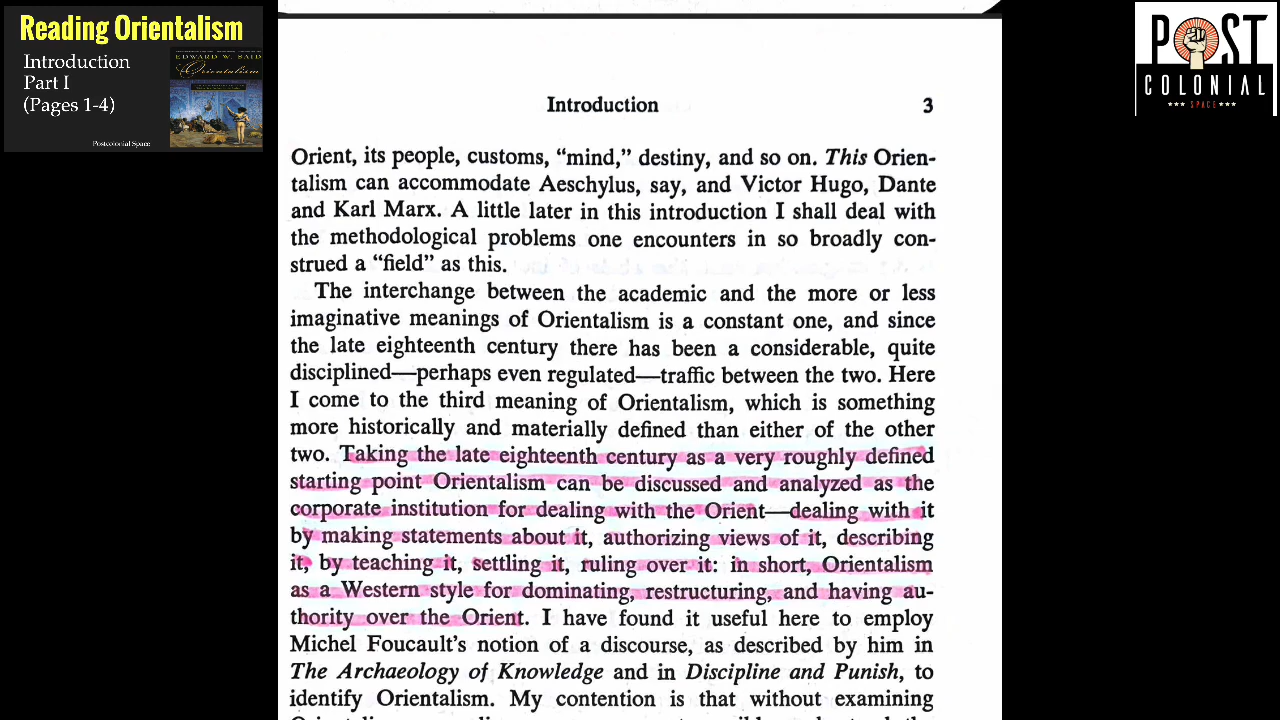 Reading Orientalism
Introduction
Part I
(Pages 1-4)
EDWARD W. SAID
Orientalism
Postcolonial Space
POST
COLONIAL
SPACE
Introduction 3
Orient, its people, customs, “mind,” destiny, and so on. This Orien-
talism can accommodate Aeschylus, say, and Victor Hugo, Dante
and Karl Marx. A little later in this introduction I shall deal with
the methodological problems one encounters in so broadly con-
strued a “field” as this.
The interchange between the academic and the more or less
imaginative meanings of Orientalism is a constant one, and since
the late eighteenth century there has been a considerable, quite
disciplined—perhaps even regulated—traffic between the two. Here
I come to the third meaning of Orientalism, which is something
more historically and materially defined than either of the other
two. Taking the late eighteenth century as a very roughly defined
starting point Orientalism can be discussed and analyzed as the
corporate institution for dealing with the Orient—dealing with it
by making statements about it, authorizing views of it, describing
it, by teaching it, settling it, ruling over it: in short, Orientalism
as a Western style for dominating, restructuring, and having au-
thority over the Orient. I have found it useful here to employ
Michel Foucault’s notion of a discourse, as described by him in
The Archaeology of Knowledge and in Discipline and Punish, to
identify Orientalism. My contention is that without examining